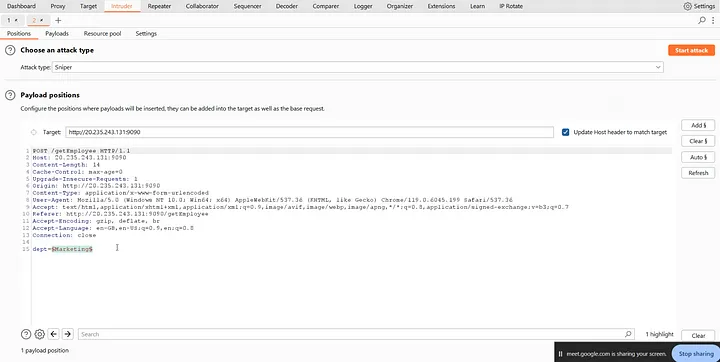 Dashboard Proxy Target Intruder Repeater Collaborator Sequencer Decoder Comparer Logger Organizer Extensions Learn IP Rotate Settings
1 × 2 ×
Positions Payloads Resource pool Settings
Choose an attack type
Start attack
Attack type: Sniper
Payload positions
Configure the positions where payloads will be inserted, they can be added into the target as well as the base request.
Target: http://20.235.243.131:9090
Update Host header to match target
Add §
Clear §
Auto §
Refresh
1 POST /getEmployee HTTP/1.1
2 Host: 20.235.243.131:9090
3 Content-Length: 14
4 Cache-Control: max-age=0
5 Upgrade-Insecure-Requests: 1
6 Origin: http://20.235.243.131:9090
7 Content-Type: application/x-www-form-urlencoded
8 User-Agent: Mozilla/5.0 (Windows NT 10.0; Win64; x64) AppleWebKit/537.36 (KHTML, like Gecko) Chrome/119.0.6045.199 Safari/537.36
9 Accept: text/html,application/xhtml+xml,application/xml;q=0.9,image/avif,image/webp,image/apng,*/*;q=0.8,application/signed-exchange;v=b3;q=0.7
10 Referer: http://20.235.243.131:9090/getEmployee
11 Accept-Encoding: gzip, deflate, br
12 Accept-Language: en-GB,en-US;q=0.9,en;q=0.8
13 Connection: close
14
15 dept=§Marketing§
Search
1 highlight
Clear
1 payload position
meet.google.com is sharing your screen.
Stop sharing